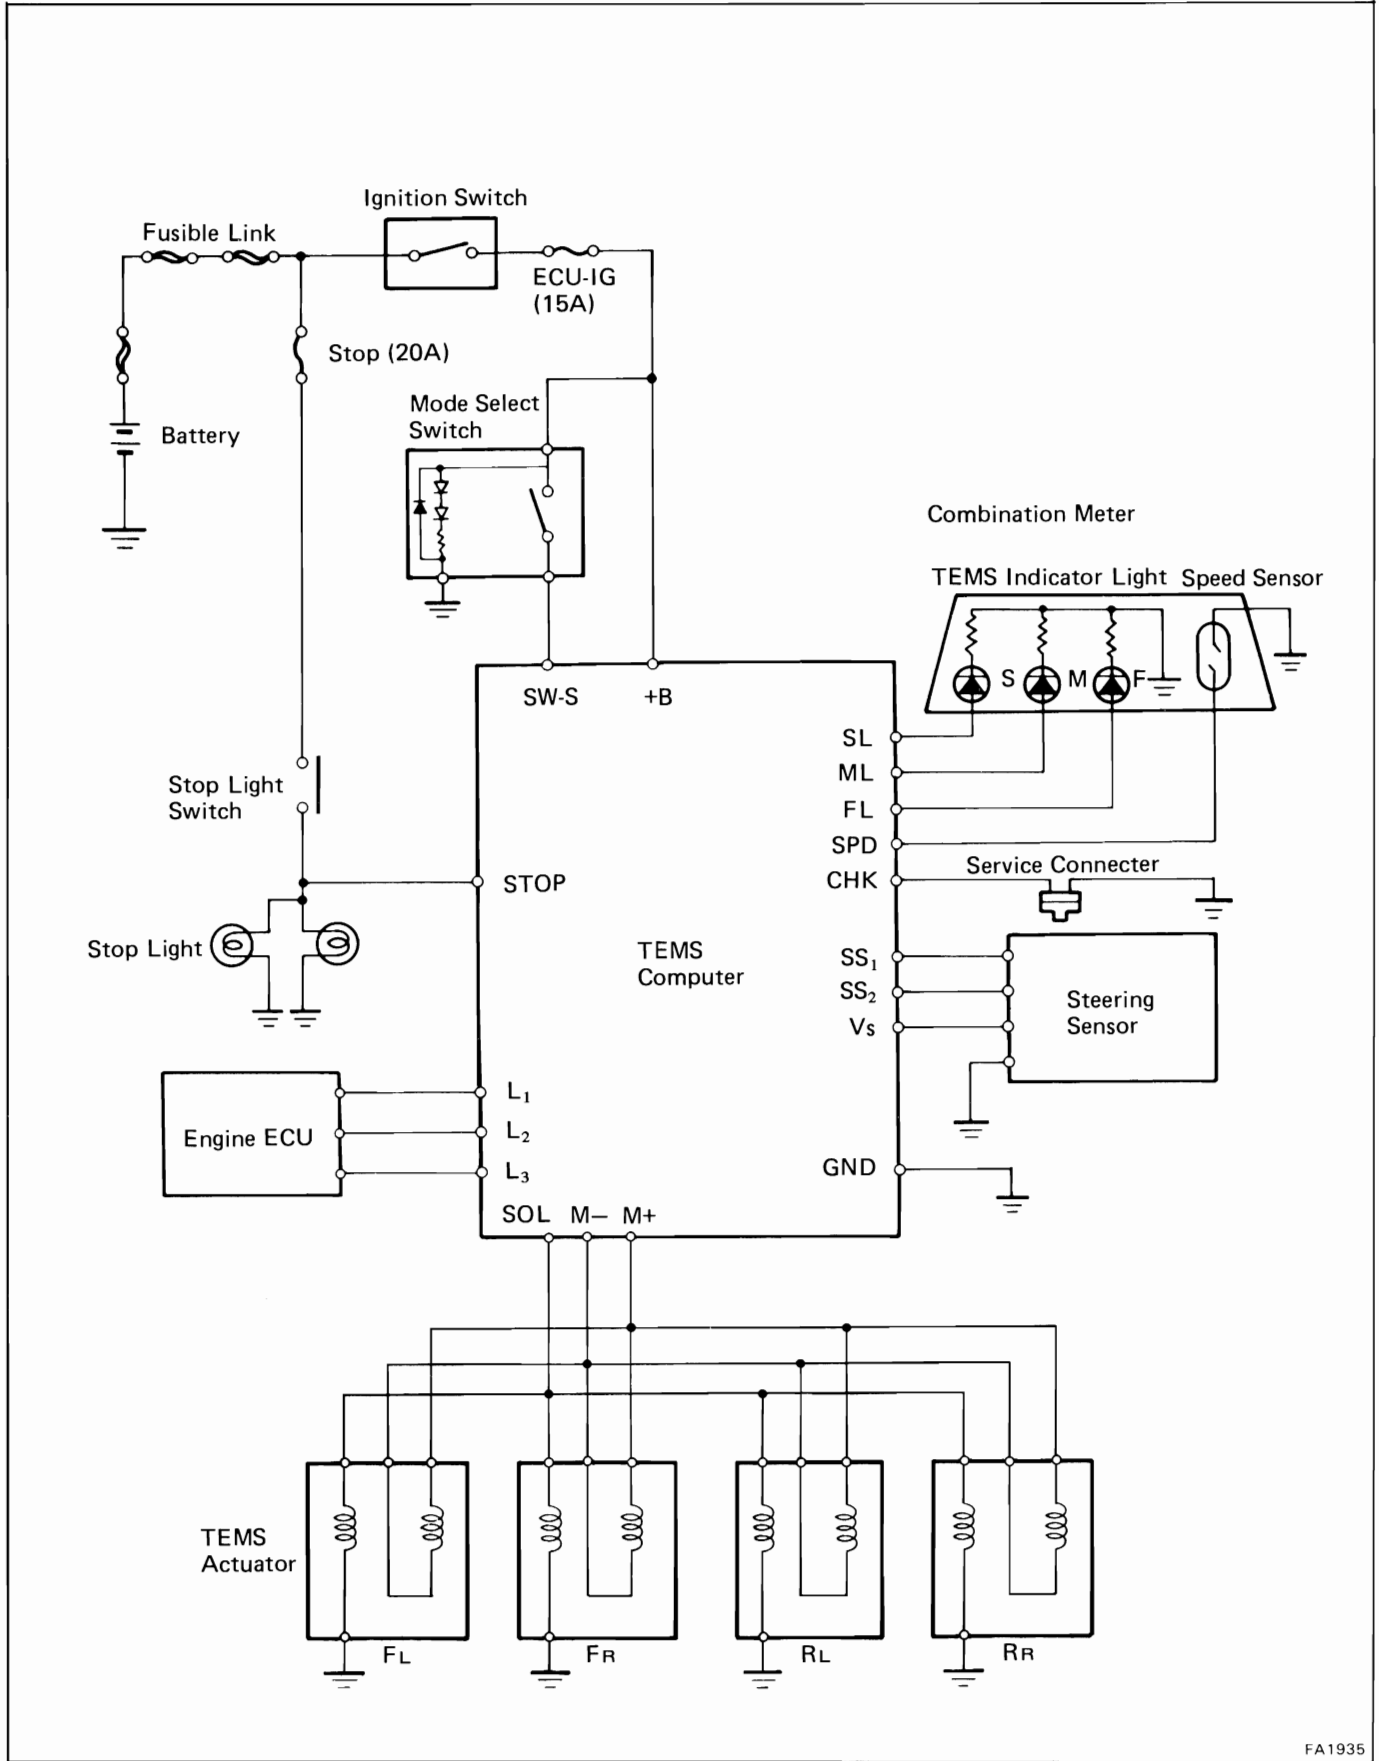 Ignition Switch
Fusible Link
ECU-IG
(15A)
Stop (20A)
Mode Select
Switch
Battery
Combination Meter
TEMS Indicator Light
Speed Sensor
S
M
F
SW-S
+B
SL
ML
FL
SPD
CHK
Service Connecter
Stop Light
Switch
STOP
Stop Light
TEMS
Computer
SS₁
SS₂
Vs
Steering
Sensor
Engine ECU
L₁
L₂
L₃
GND
SOL
M−
M+
TEMS
Actuator
FL
FR
RL
RR
FA1935